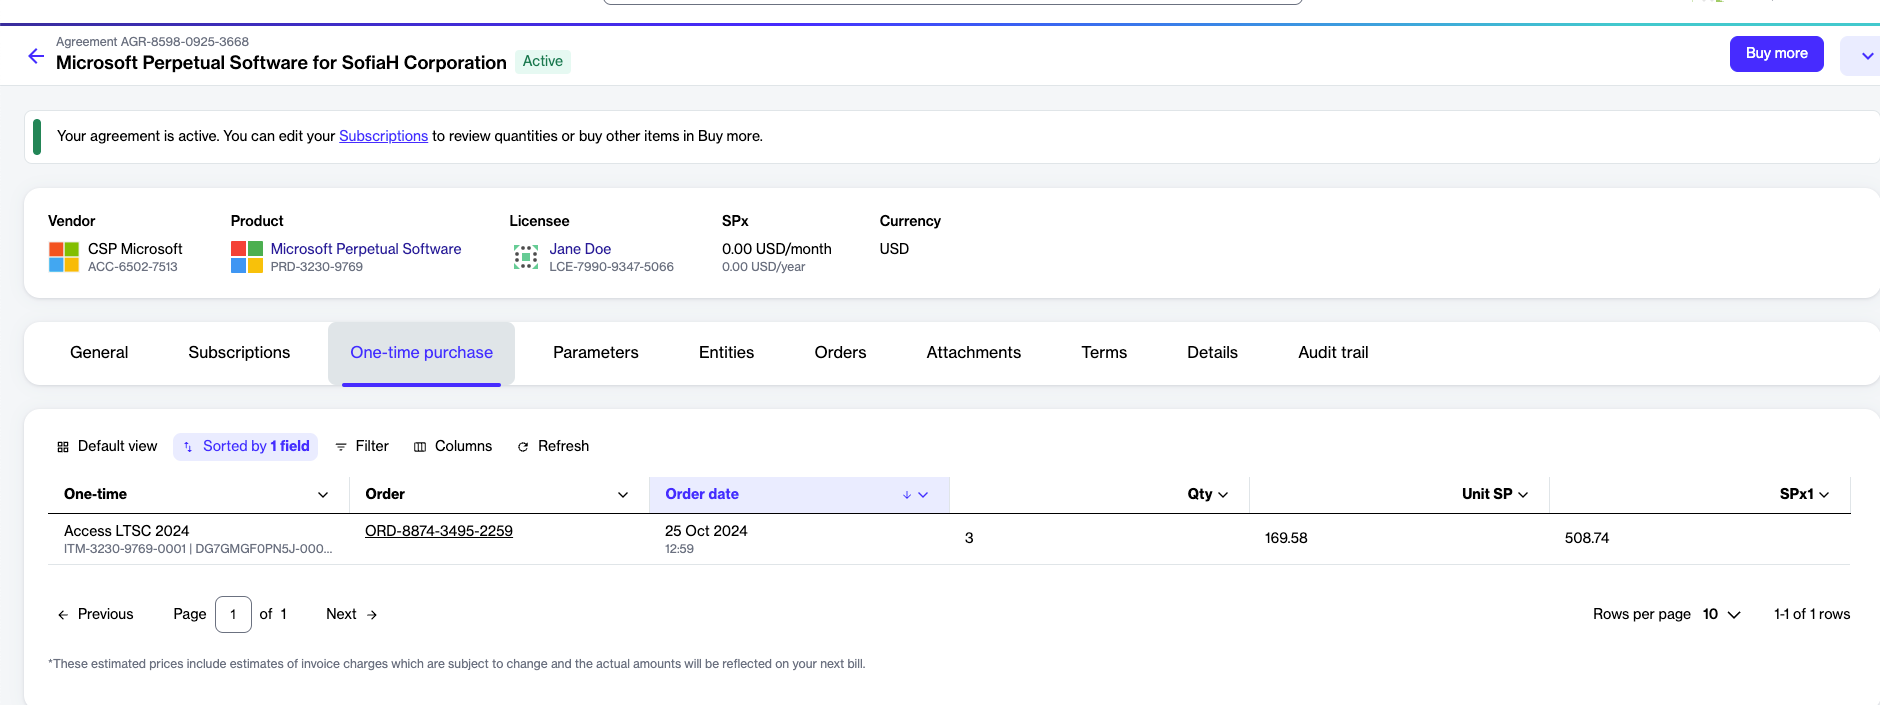 Agreement AGR-8598-0925-3668
Microsoft Perpetual Software for SofiaH Corporation Active
Buy more
Your agreement is active. You can edit your Subscriptions to review quantities or buy other items in Buy more.
Vendor Product Licensee SPx Currency
CSP Microsoft Microsoft Perpetual Software Jane Doe 0.00 USD/month USD
ACC-6502-7513 PRD-3230-9769 LCE-7990-9347-5066 0.00 USD/year
General Subscriptions One-time purchase Parameters Entities Orders Attachments Terms Details Audit trail
Default view Sorted by 1 field Filter Columns Refresh
One-time Order Order date Qty Unit SP SPx1
Access LTSC 2024 ORD-8874-3495-2259 25 Oct 2024 3 169.58 508.74
ITM-3230-9769-0001 | DG7GMGF0PN5J-000... 12:59
Previous Page 1 of 1 Next Rows per page 10 1-1 of 1 rows
*These estimated prices include estimates of invoice charges which are subject to change and the actual amounts will be reflected on your next bill.